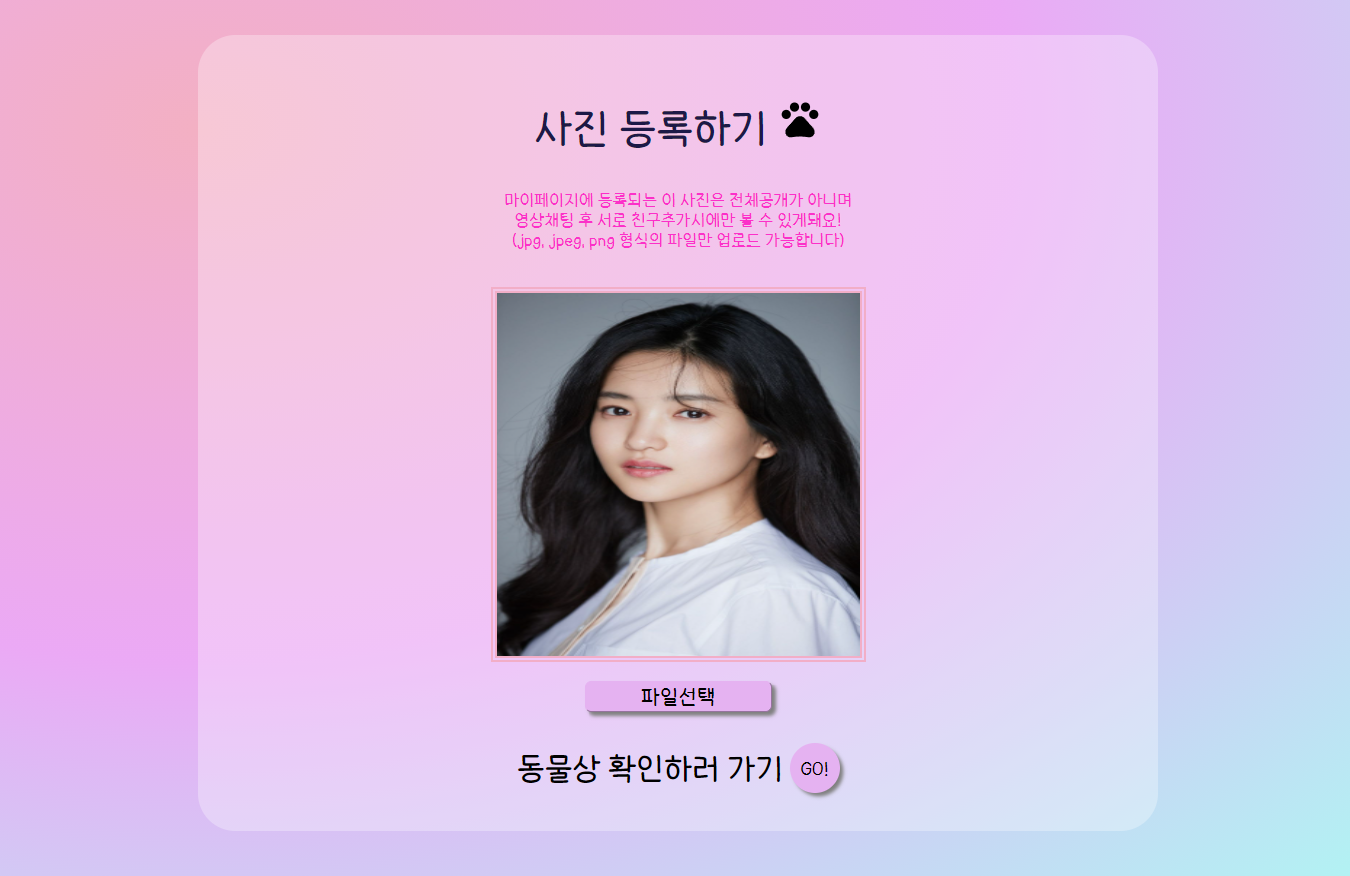 사진 등록하기
마이페이지에 등록되는 이 사진은 전체공개가 아니며
영상채팅 후 서로 친구추가시에만 볼 수 있게돼요!
(jpg, jpeg, png 형식의 파일만 업로드 가능합니다)
파일선택
동물상 확인하러 가기 GO!